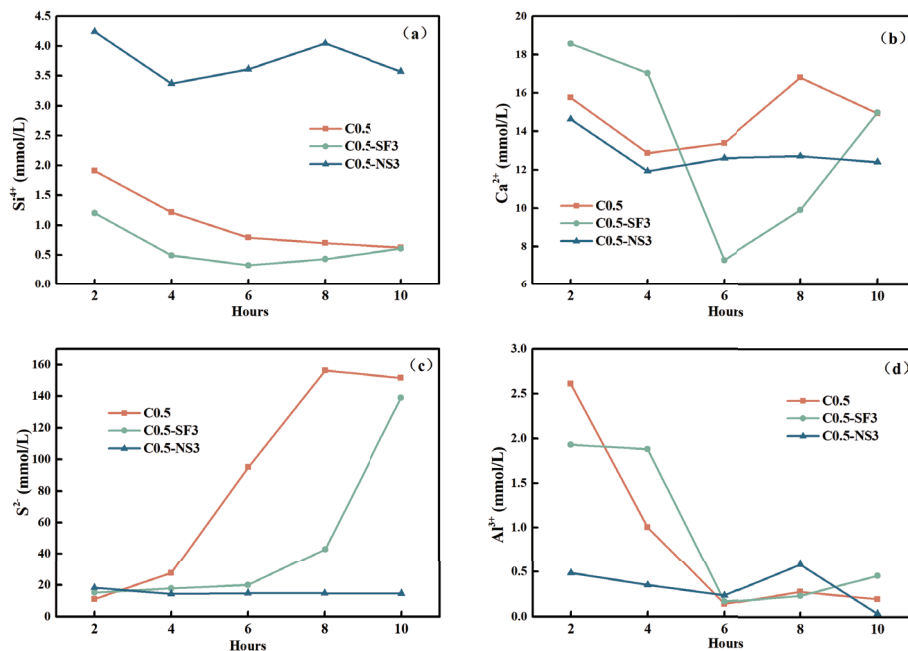 (a)
Si⁴⁺ (mmol/L)
4.5
4.0
3.5
3.0
2.5
2.0
1.5
1.0
0.5
0.0
C0.5
C0.5-SF3
C0.5-NS3
2 4 6 8 10
Hours
(b)
Ca²⁺ (mmol/L)
20
18
16
14
12
10
8
6
C0.5
C0.5-SF3
C0.5-NS3
2 4 6 8 10
Hours
(c)
S²⁻ (mmol/L)
160
140
120
100
80
60
40
20
0
C0.5
C0.5-SF3
C0.5-NS3
2 4 6 8 10
Hours
(d)
Al³⁺ (mmol/L)
3.0
2.5
2.0
1.5
1.0
0.5
0.0
C0.5
C0.5-SF3
C0.5-NS3
2 4 6 8 10
Hours